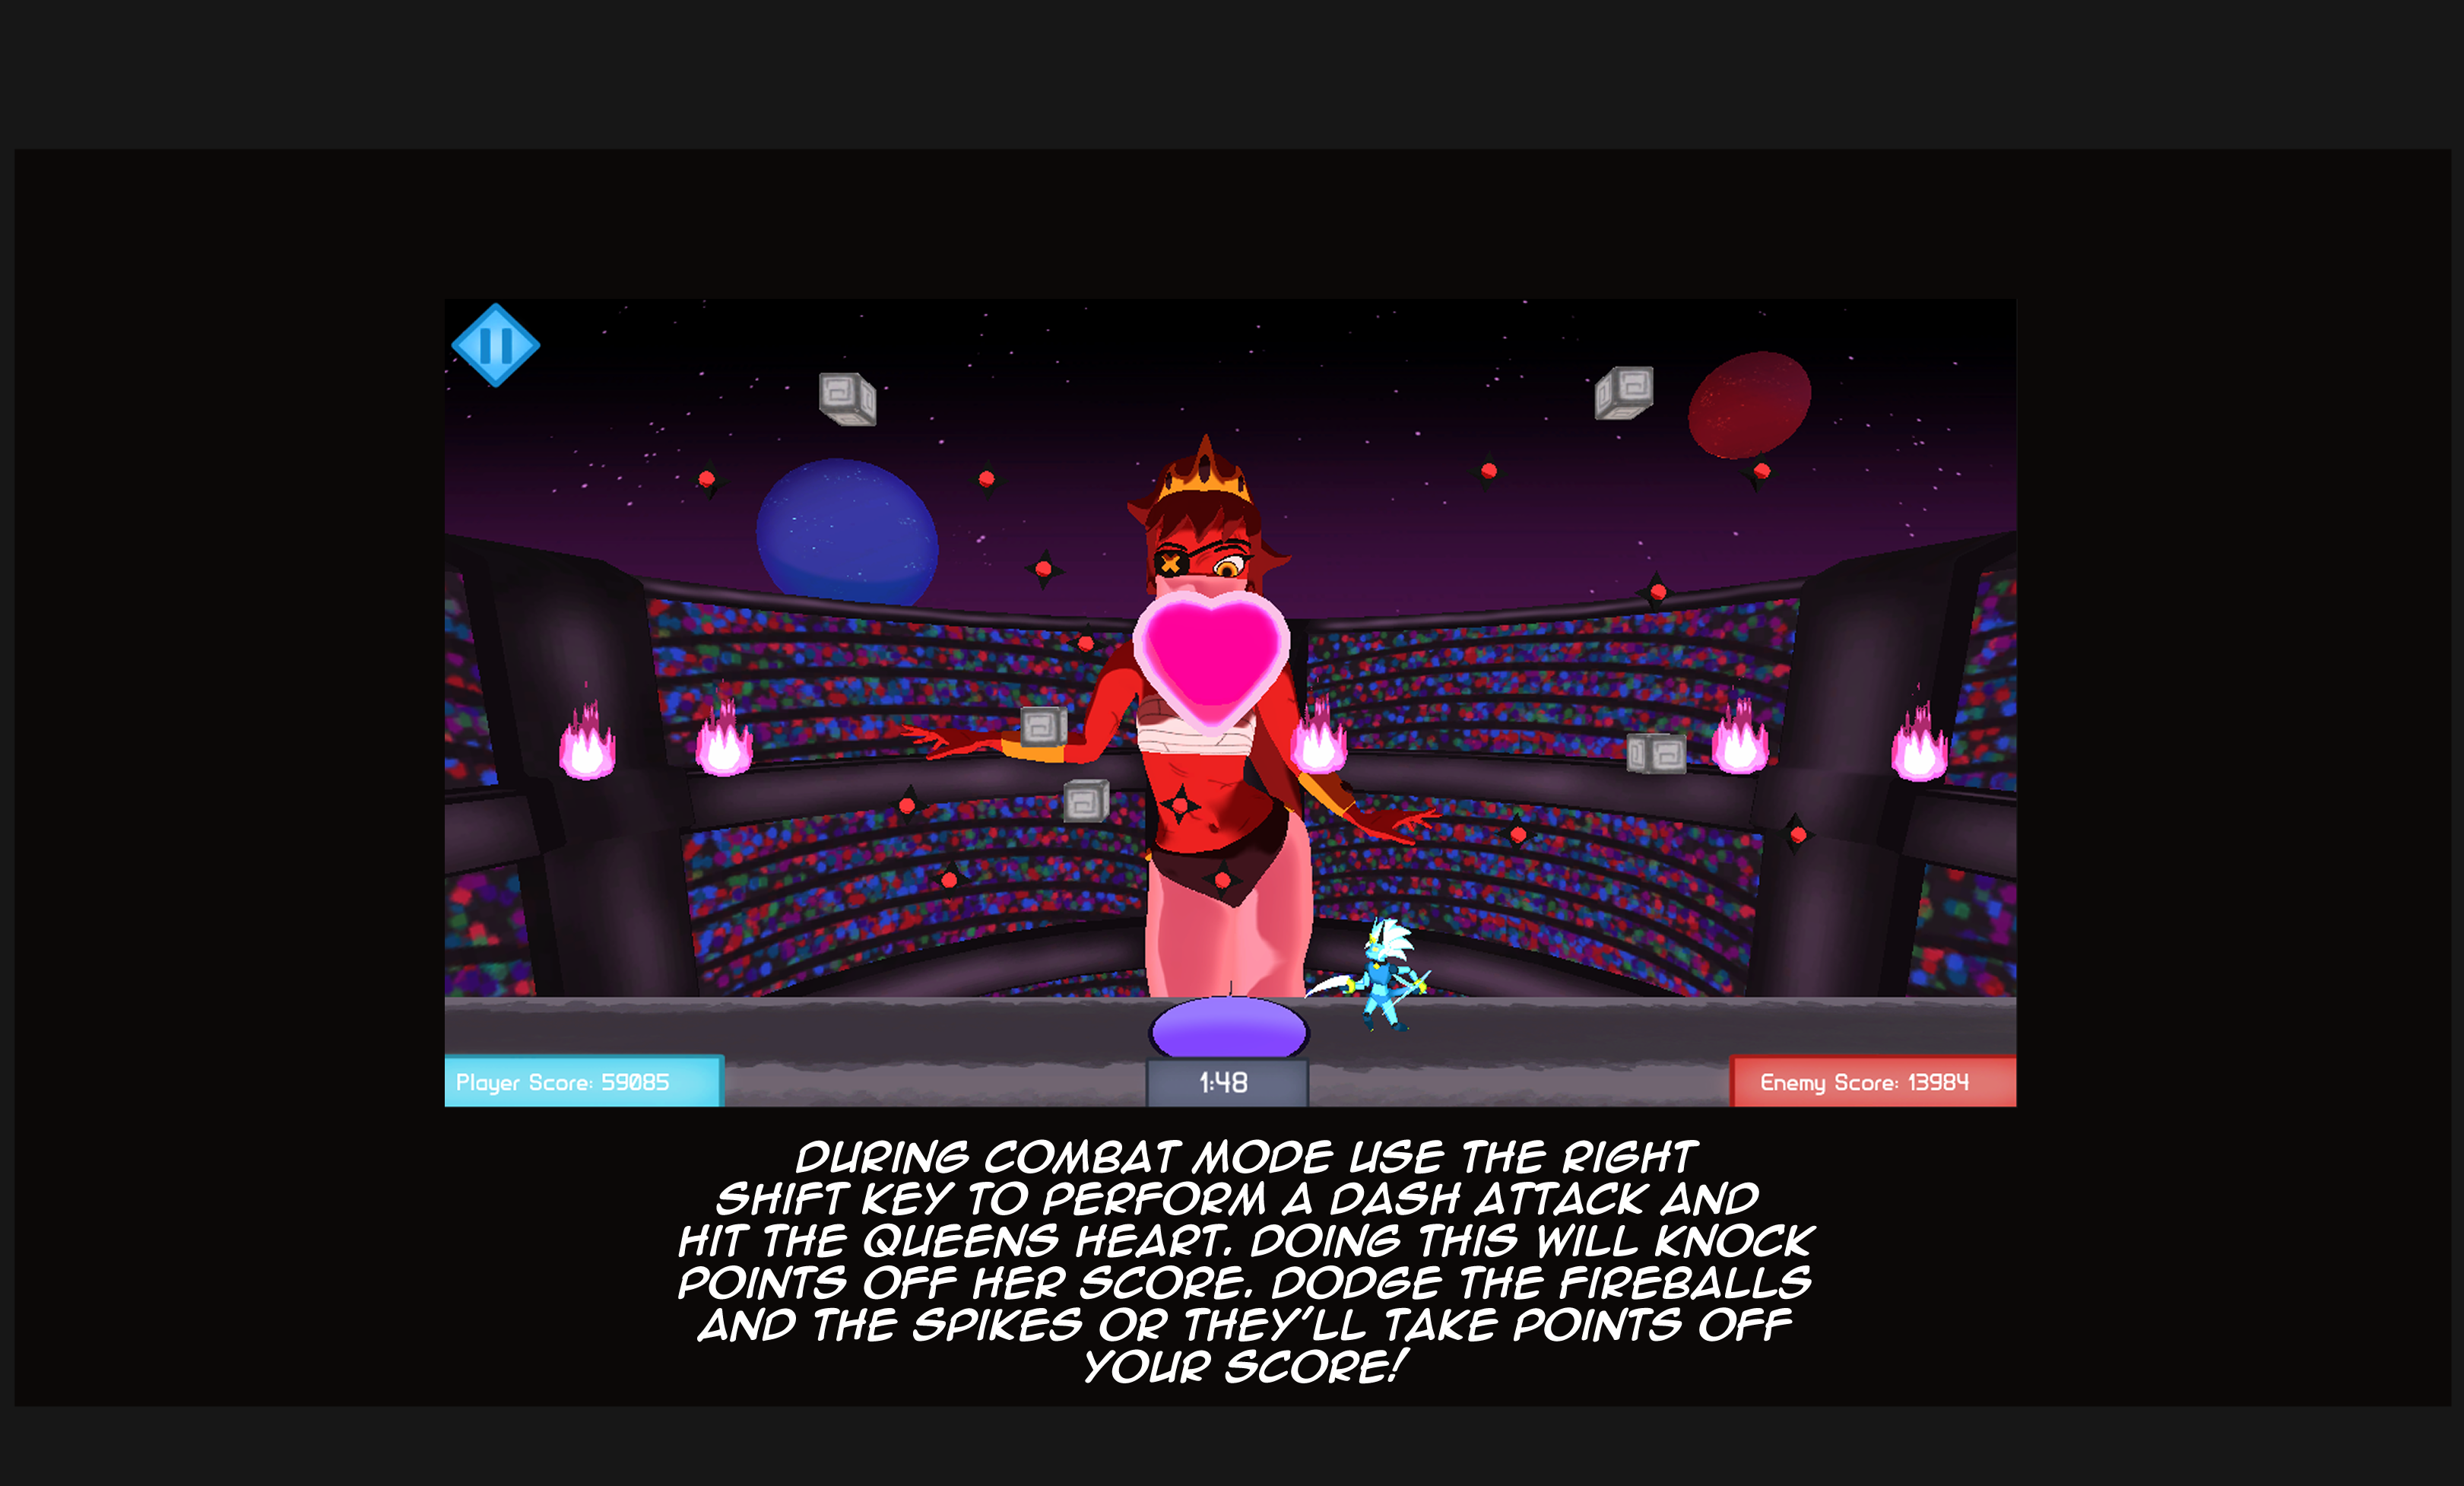 Player Score: 59085
1:48
Enemy Score: 13984
DURING COMBAT MODE USE THE RIGHT
SHIFT KEY TO PERFORM A DASH ATTACK AND
HIT THE QUEENS HEART. DOING THIS WILL KNOCK
POINTS OFF HER SCORE. DODGE THE FIREBALLS
AND THE SPIKES OR THEY'LL TAKE POINTS OFF
YOUR SCORE!